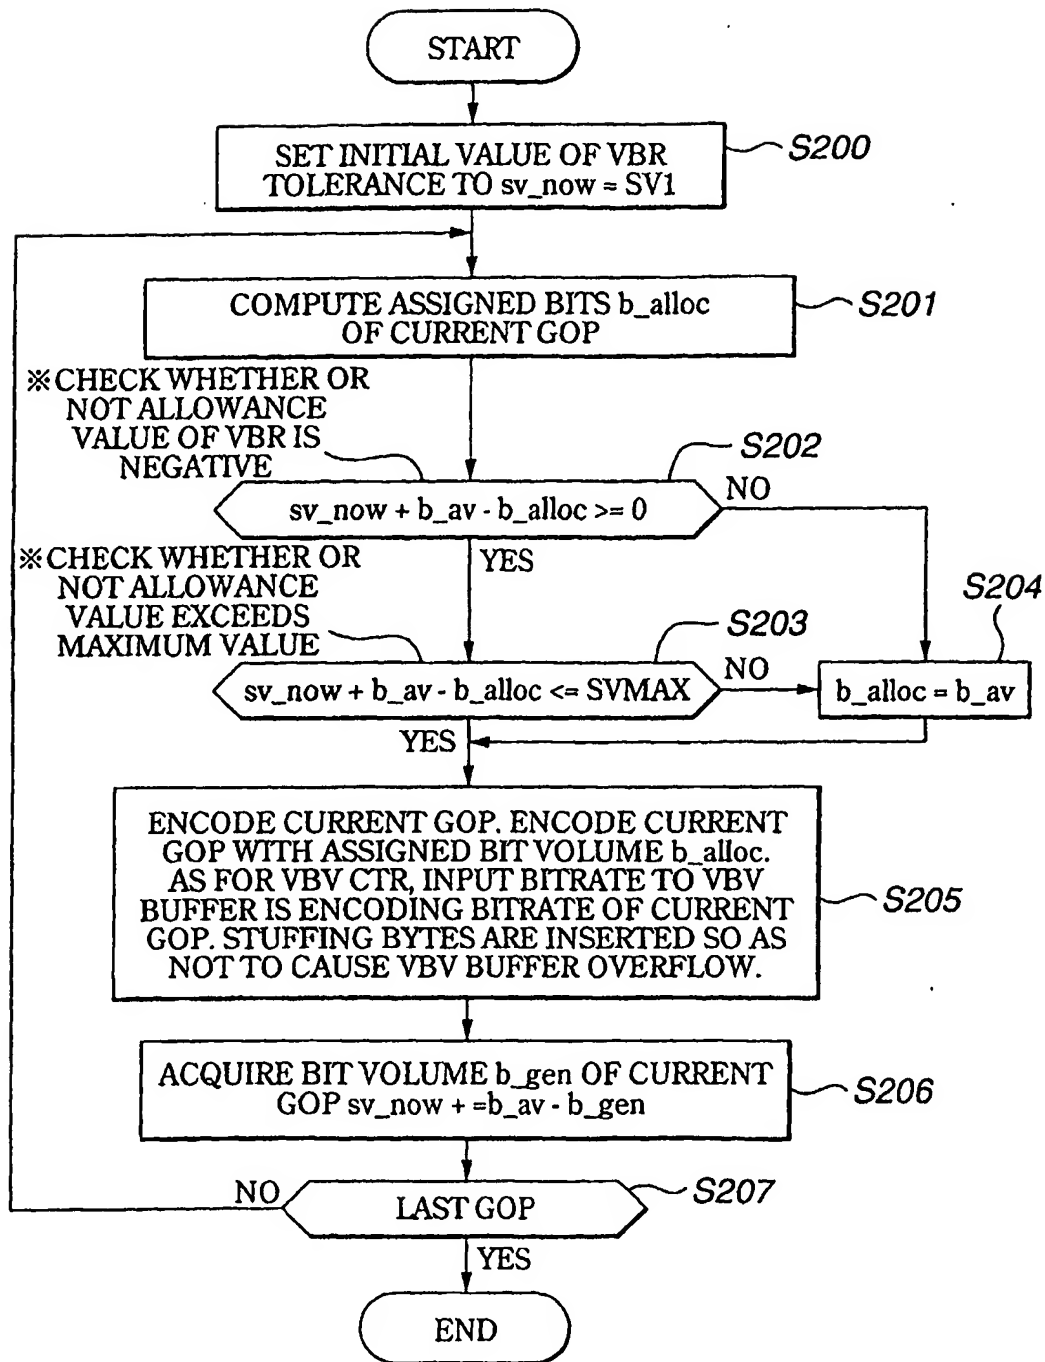 START
SET INITIAL VALUE OF VBR
TOLERANCE TO sv_now = SV1
S200
COMPUTE ASSIGNED BITS b_alloc
OF CURRENT GOP
S201
※CHECK WHETHER OR
NOT ALLOWANCE
VALUE OF VBR IS
NEGATIVE
S202
sv_now + b_av - b_alloc >= 0
NO
YES
※CHECK WHETHER OR
NOT ALLOWANCE
VALUE EXCEEDS
MAXIMUM VALUE
S203
S204
sv_now + b_av - b_alloc <= SVMAX
NO
b_alloc = b_av
YES
ENCODE CURRENT GOP. ENCODE CURRENT
GOP WITH ASSIGNED BIT VOLUME b_alloc.
AS FOR VBV CTR, INPUT BITRATE TO VBV
BUFFER IS ENCODING BITRATE OF CURRENT
GOP. STUFFING BYTES ARE INSERTED SO AS
NOT TO CAUSE VBV BUFFER OVERFLOW.
S205
ACQUIRE BIT VOLUME b_gen OF CURRENT
GOP sv_now + =b_av - b_gen
S206
NO
LAST GOP
S207
YES
END